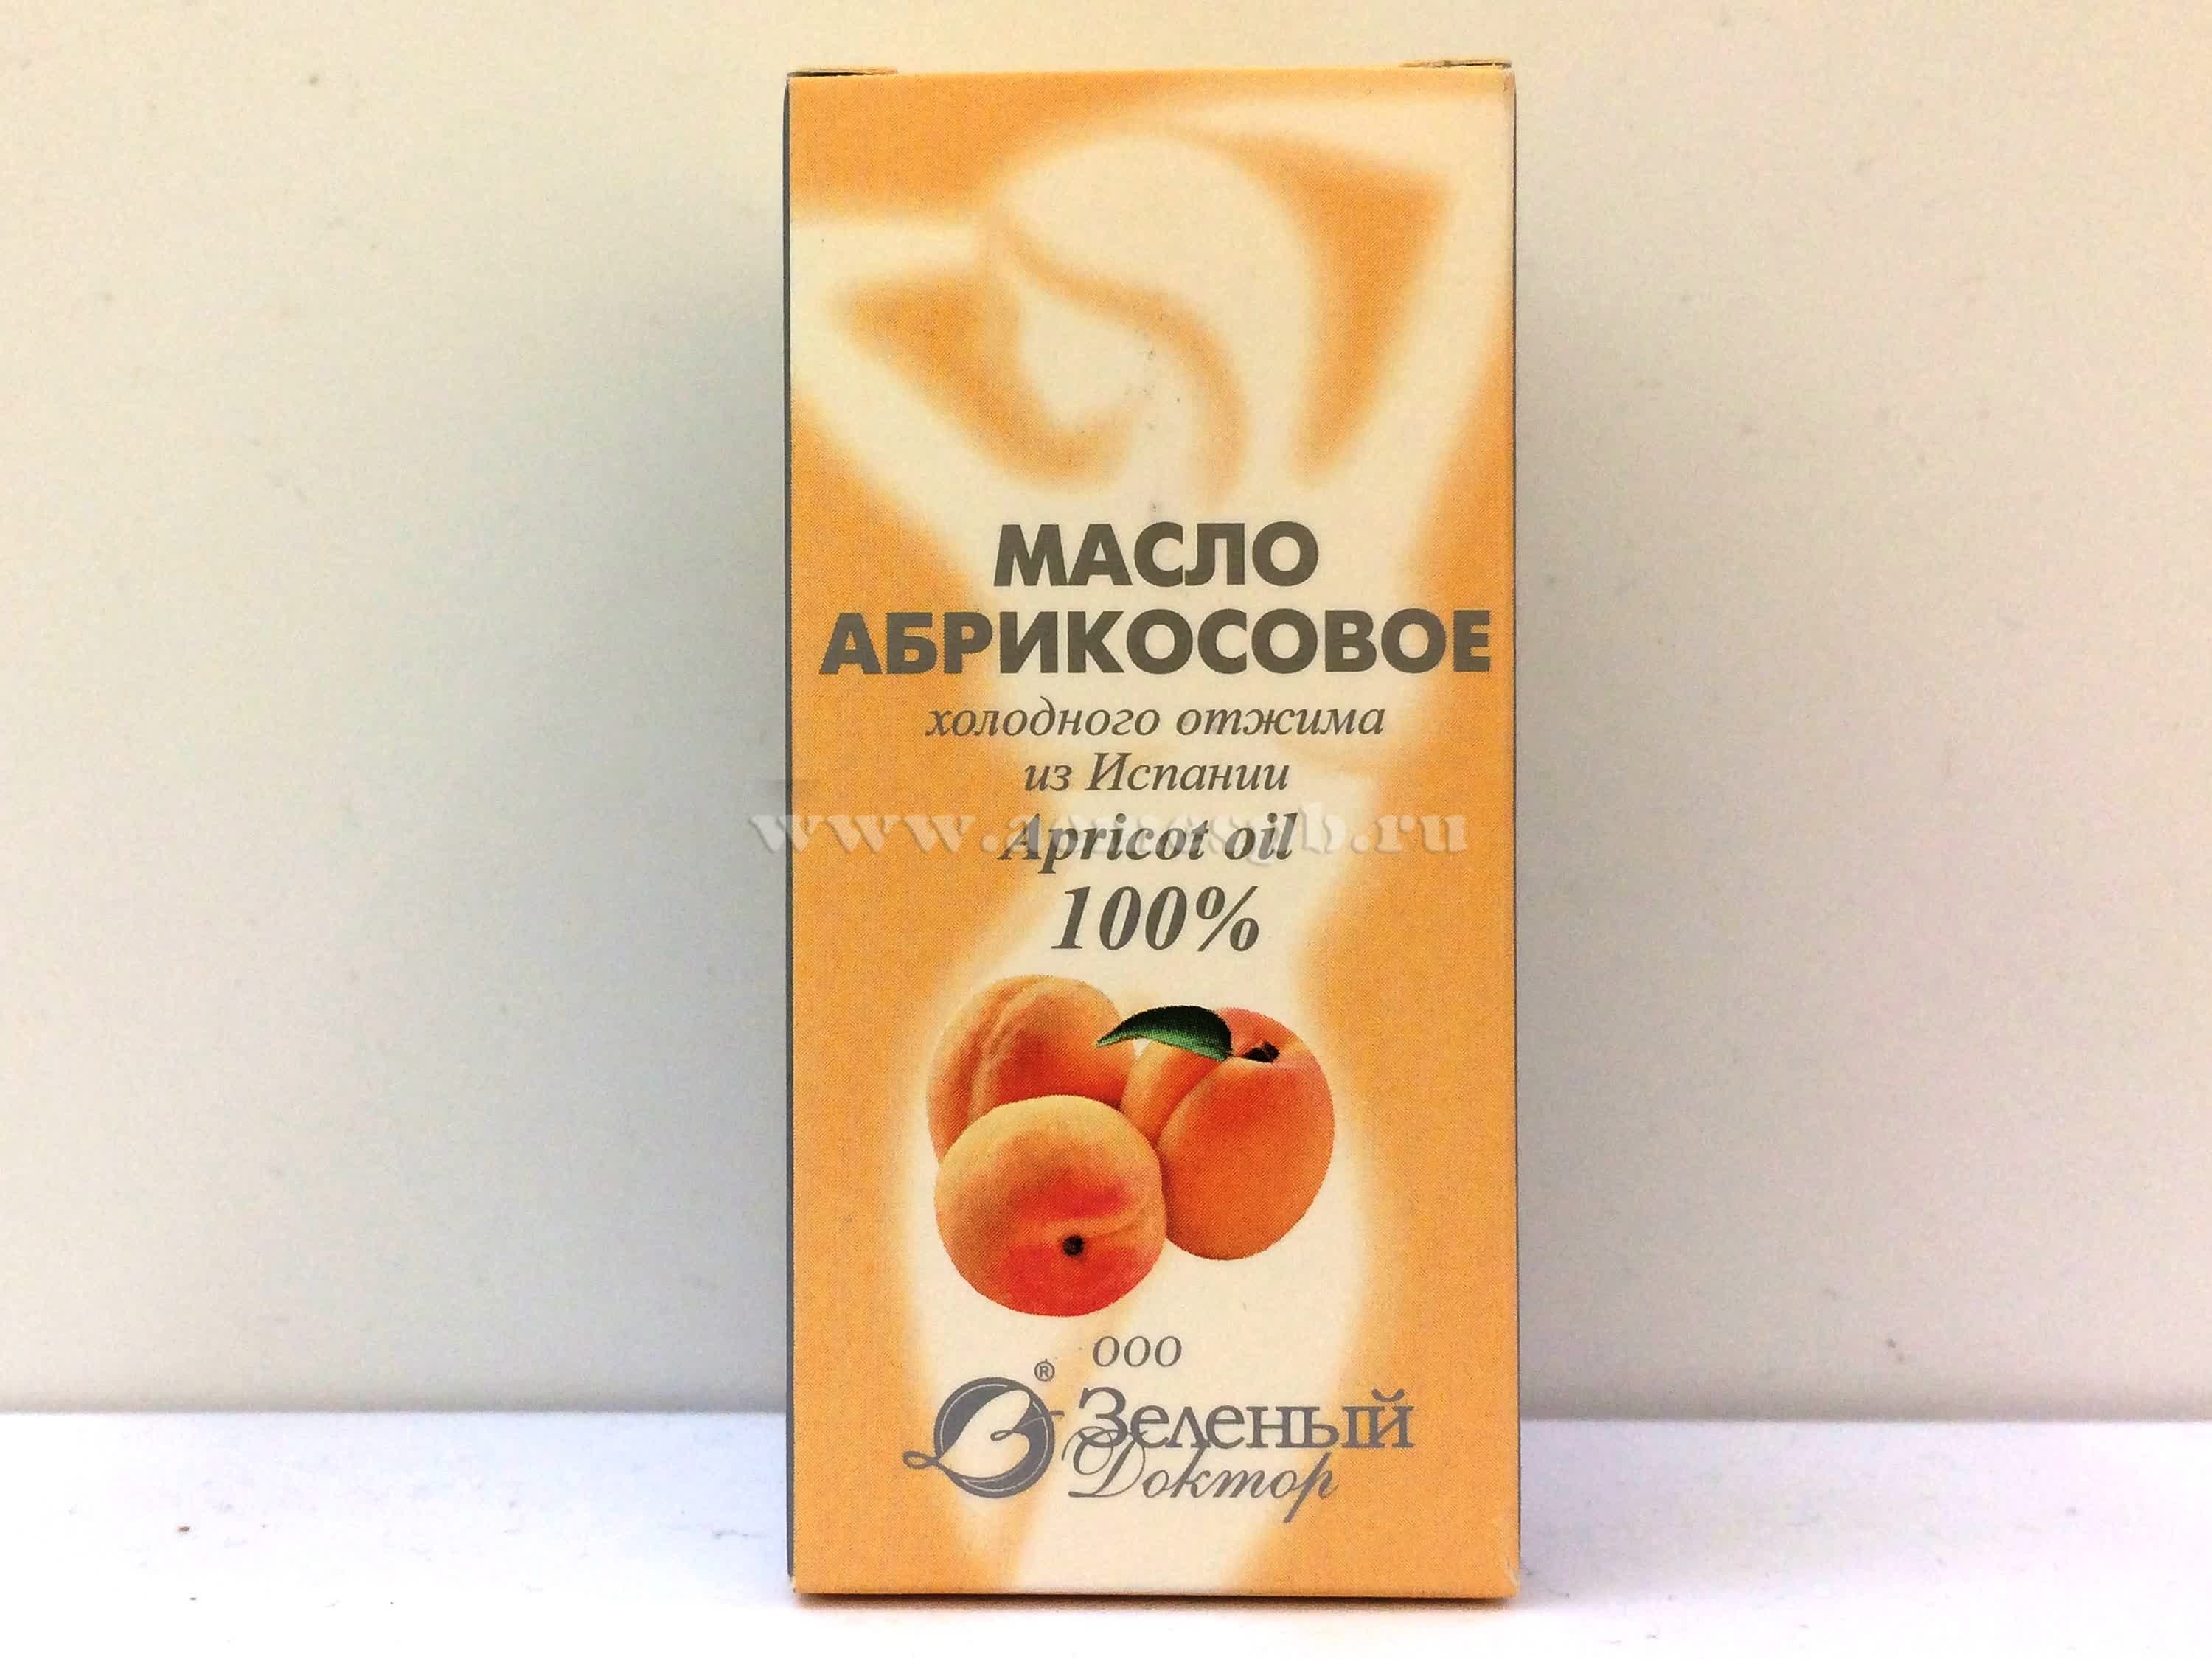 МАСЛО
АБРИКОСОВОЕ
холодного отжима
из Испании
Apricot oil
100%
ООО
®
Зеленый
Доктор